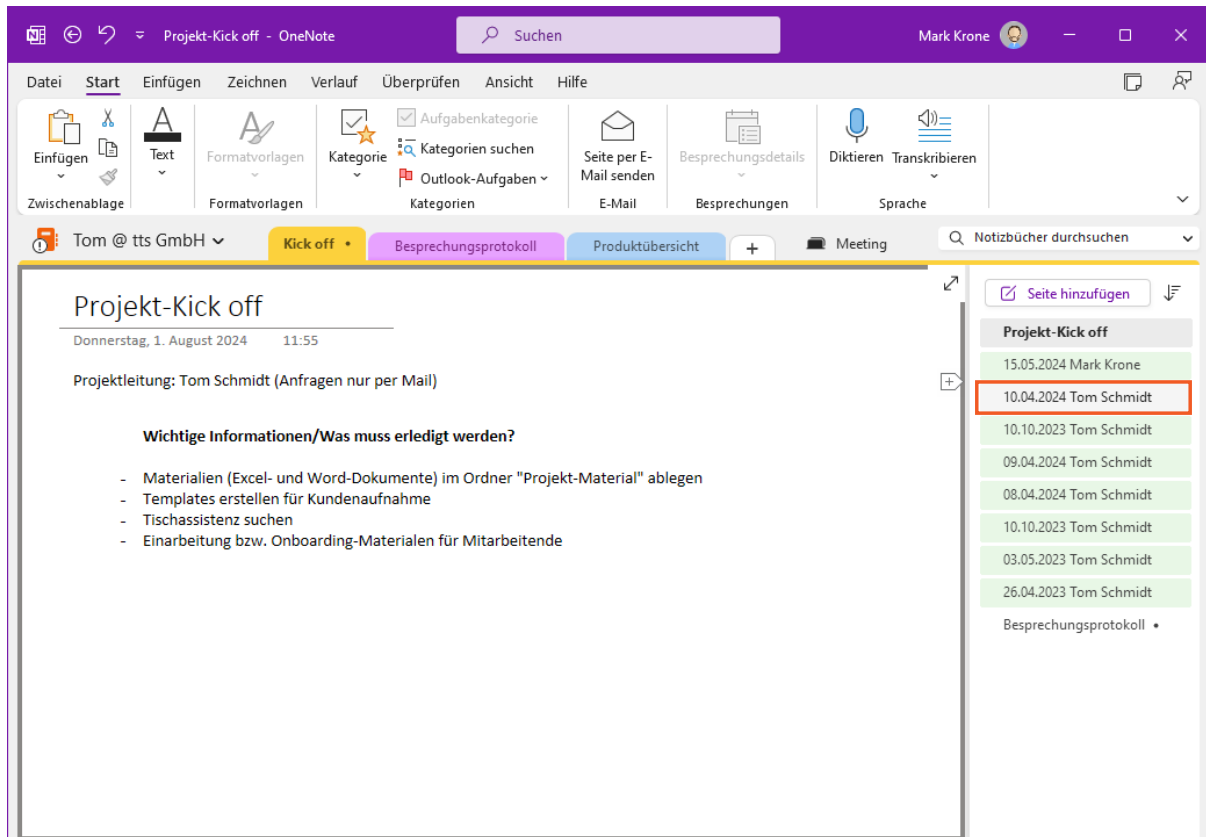 Projekt-Kick off - OneNote
Suchen
Mark Krone
Datei Start Einfügen Zeichnen Verlauf Überprüfen Ansicht Hilfe
Einfügen
Text
Formatvorlagen
Kategorie
Aufgabenkategorie
Kategorien suchen
Outlook-Aufgaben
Seite per E-
Mail senden
Besprechungsdetails
Diktieren
Transkribieren
Zwischenablage
Formatvorlagen
Kategorien
E-Mail
Besprechungen
Sprache
Tom @ tts GmbH
Kick off •
Besprechungsprotokoll
Produktübersicht
+
Meeting
Notizbücher durchsuchen
Projekt-Kick off
Donnerstag, 1. August 2024 11:55
Projektleitung: Tom Schmidt (Anfragen nur per Mail)
Wichtige Informationen/Was muss erledigt werden?
- Materialien (Excel- und Word-Dokumente) im Ordner "Projekt-Material" ablegen
- Templates erstellen für Kundenaufnahme
- Tischassistenz suchen
- Einarbeitung bzw. Onboarding-Materialen für Mitarbeitende
Seite hinzufügen
Projekt-Kick off
15.05.2024 Mark Krone
10.04.2024 Tom Schmidt
10.10.2023 Tom Schmidt
09.04.2024 Tom Schmidt
08.04.2024 Tom Schmidt
10.10.2023 Tom Schmidt
03.05.2023 Tom Schmidt
26.04.2023 Tom Schmidt
Besprechungsprotokoll •